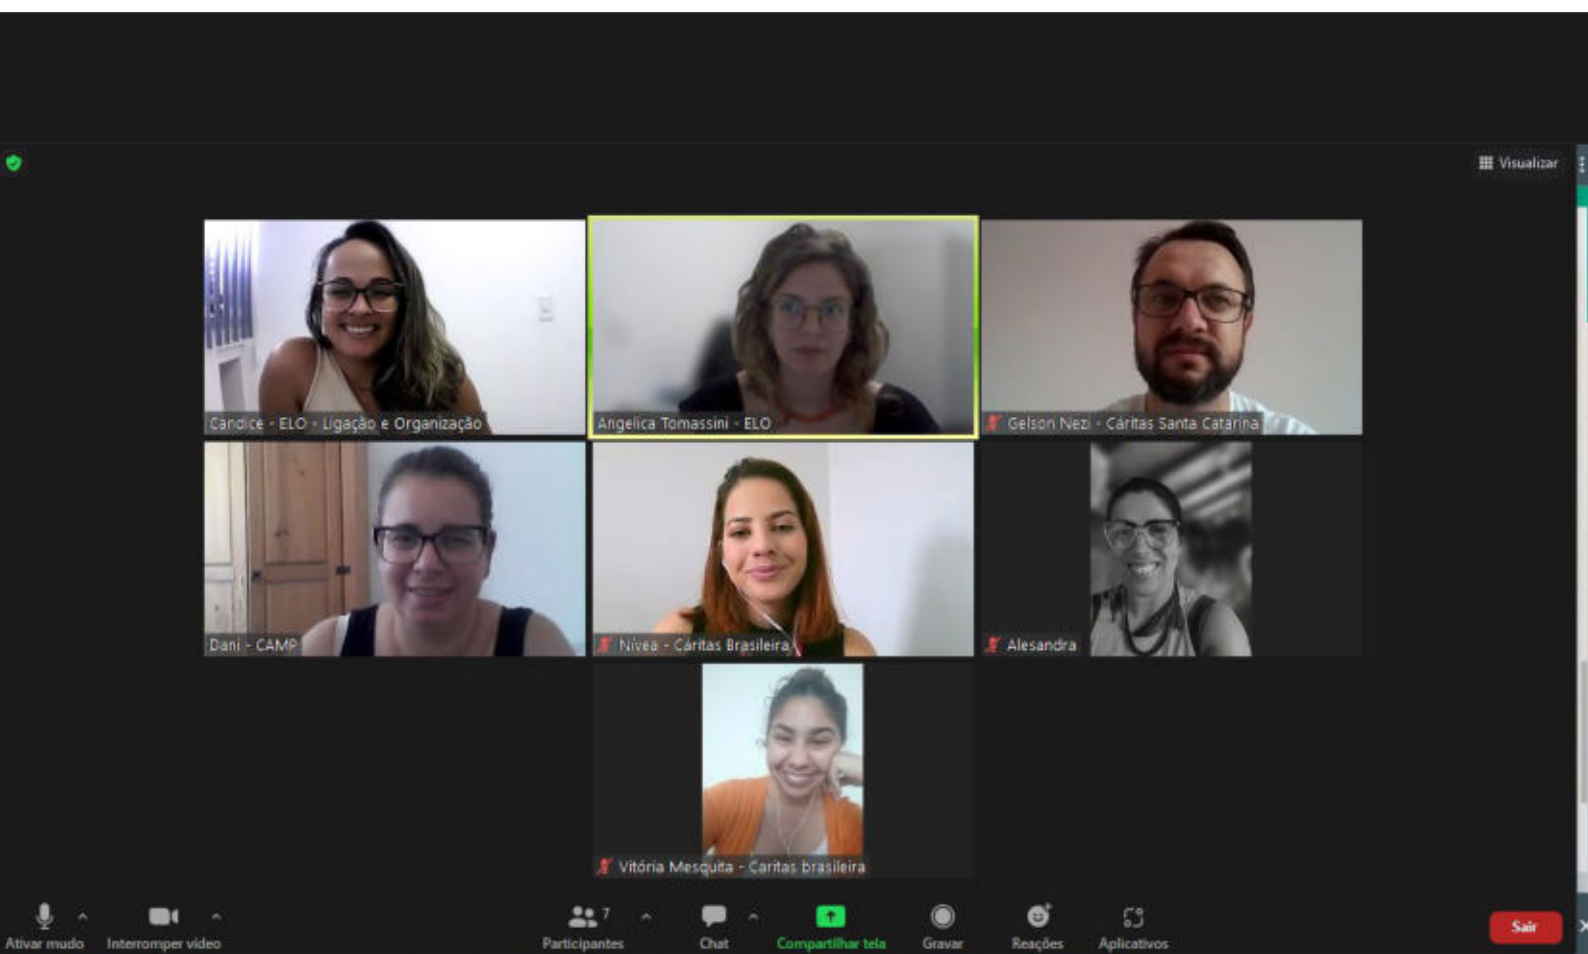 Visualizar
Candice - ELO - Ligação e Organização
Angelica Tomassini - ELO
Gelson Nezi - Cáritas Santa Catarina
Dani - CAMP
Nívea - Cáritas Brasileira
Alesandra
Vitória Mesquita - Caritas brasileira
7
Ativar mudo
Interromper vídeo
Participantes
Chat
Compartilhar tela
Gravar
Reações
Aplicativos
Sair